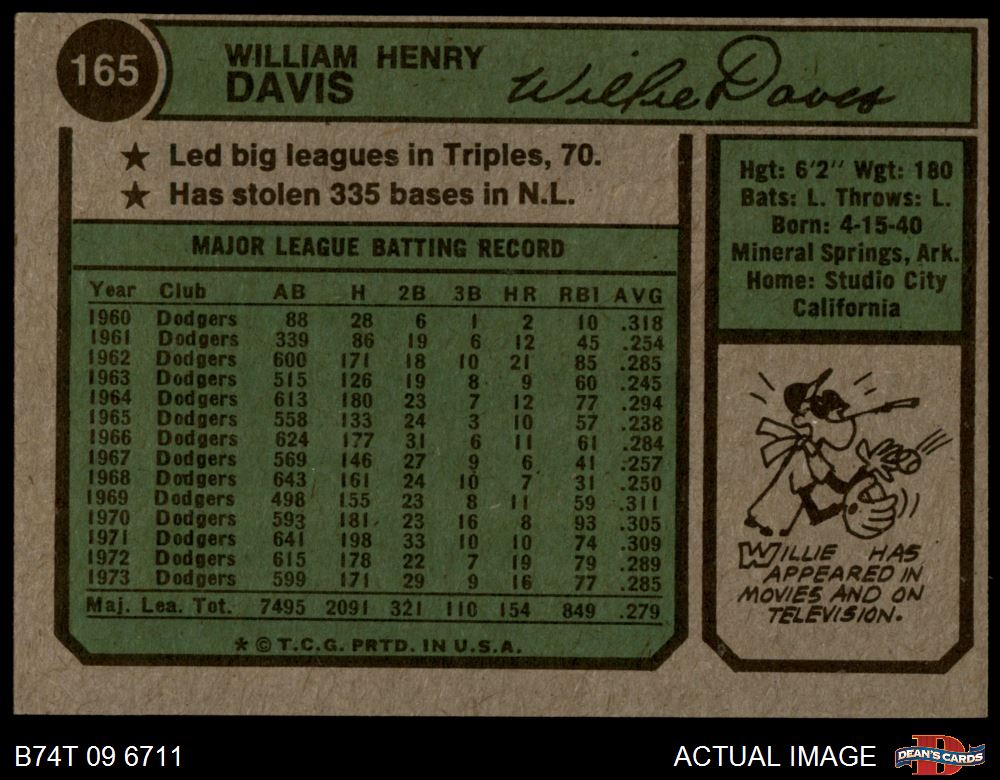 165
WILLIAM HENRY
DAVIS
Willie Davis
★ Led big leagues in Triples, 70.
★ Has stolen 335 bases in N.L.
MAJOR LEAGUE BATTING RECORD
Year Club AB H 2B 3B HR RBI AVG
1960 Dodgers 88 28 6 1 2 10 .318
1961 Dodgers 339 86 19 6 12 45 .254
1962 Dodgers 600 171 18 10 21 85 .285
1963 Dodgers 515 126 19 8 9 60 .245
1964 Dodgers 613 180 23 7 12 77 .294
1965 Dodgers 558 133 24 3 10 57 .238
1966 Dodgers 624 177 31 6 11 61 .284
1967 Dodgers 569 146 27 9 6 41 .257
1968 Dodgers 643 161 24 10 7 31 .250
1969 Dodgers 498 155 23 8 11 59 .311
1970 Dodgers 593 181 23 16 8 93 .305
1971 Dodgers 641 198 33 10 10 74 .309
1972 Dodgers 615 178 22 7 19 79 .289
1973 Dodgers 599 171 29 9 16 77 .285
Maj. Lea. Tot. 7495 2091 321 110 154 849 .279
* © T.C.G. PRTD. IN U.S.A.
Hgt: 6'2" Wgt: 180
Bats: L. Throws: L.
Born: 4-15-40
Mineral Springs, Ark.
Home: Studio City
California
WILLIE HAS
APPEARED IN
MOVIES AND ON
TELEVISION.
B74T 09 6711
ACTUAL IMAGE
DEAN'S CARDS